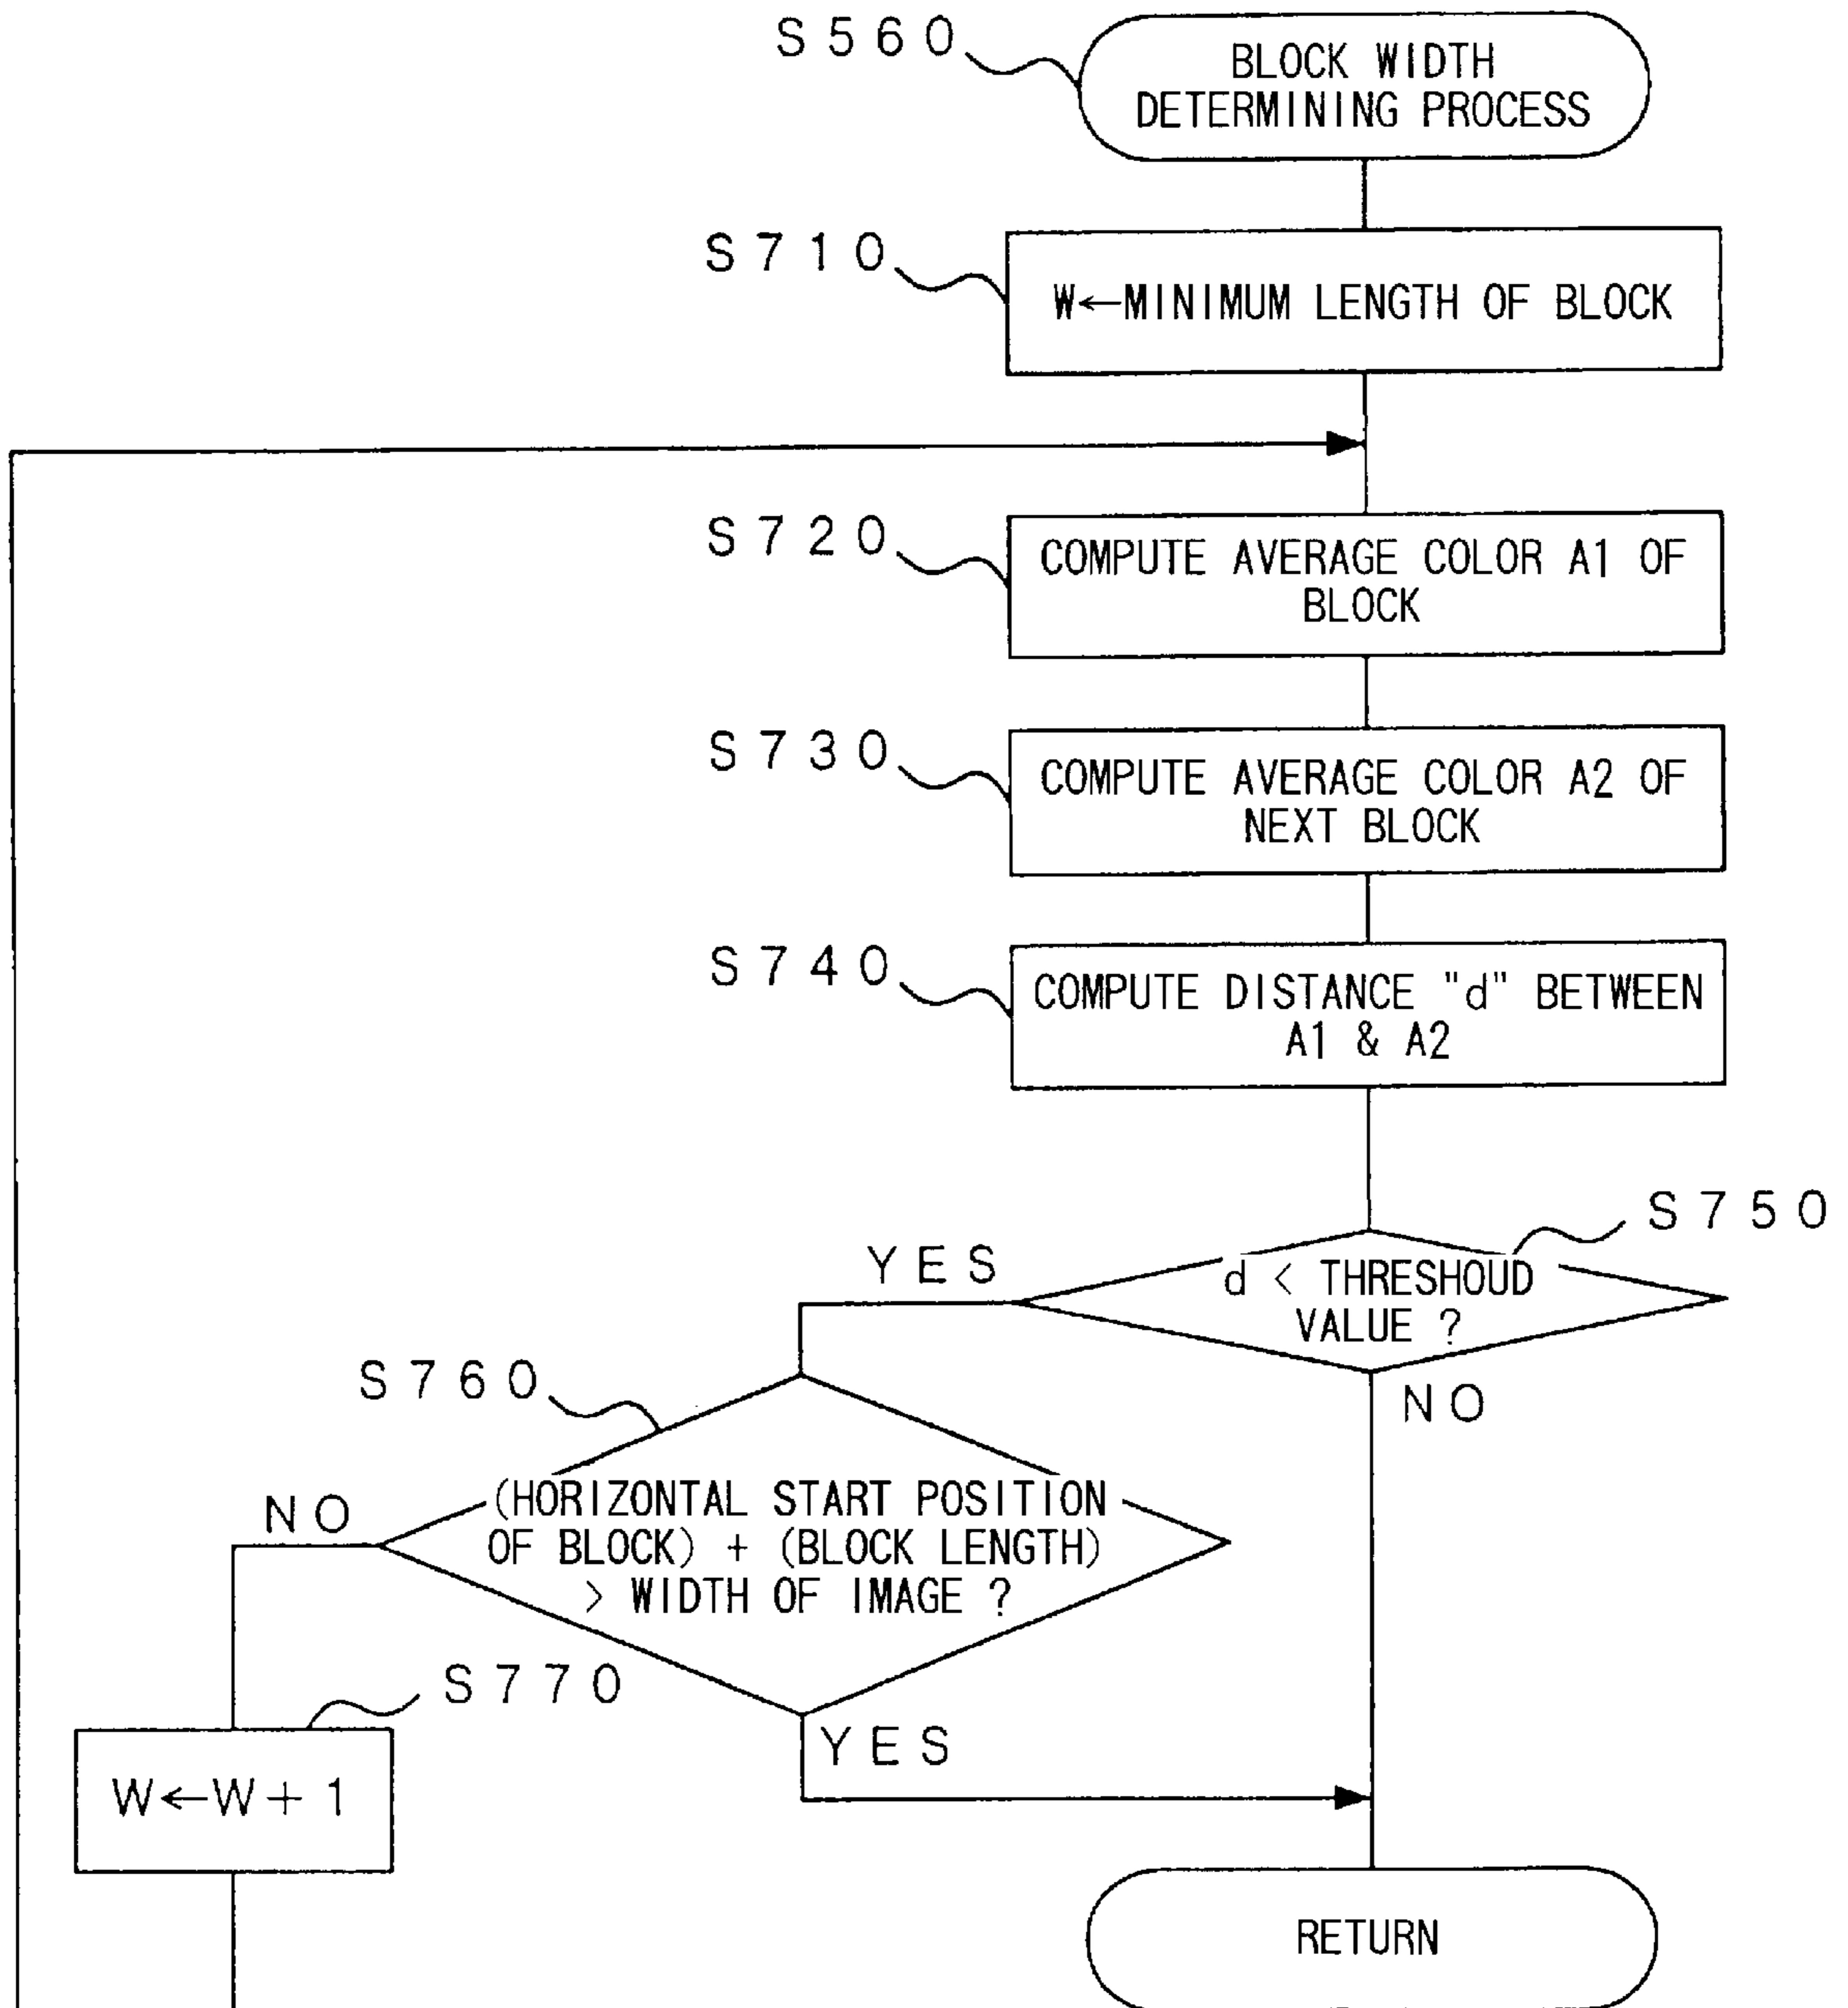 S560
BLOCK WIDTH
DETERMINING PROCESS
S710
W←MINIMUM LENGTH OF BLOCK
S720
COMPUTE AVERAGE COLOR A1 OF
BLOCK
S730
COMPUTE AVERAGE COLOR A2 OF
NEXT BLOCK
S740
COMPUTE DISTANCE "d" BETWEEN
A1 & A2
S750
YES
d < THRESHOUD
VALUE ?
S760
NO
NO
(HORIZONTAL START POSITION
OF BLOCK) + (BLOCK LENGTH)
> WIDTH OF IMAGE ?
S770
YES
W←W+1
RETURN